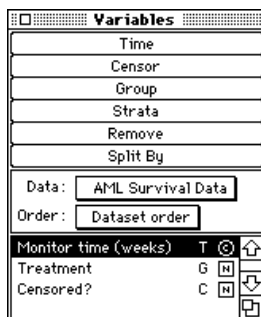 Variables
Time
Censor
Group
Strata
Remove
Split By
Data: AML Survival Data
Order: Dataset order
Monitor time (weeks) T C
Treatment G N
Censored? C N